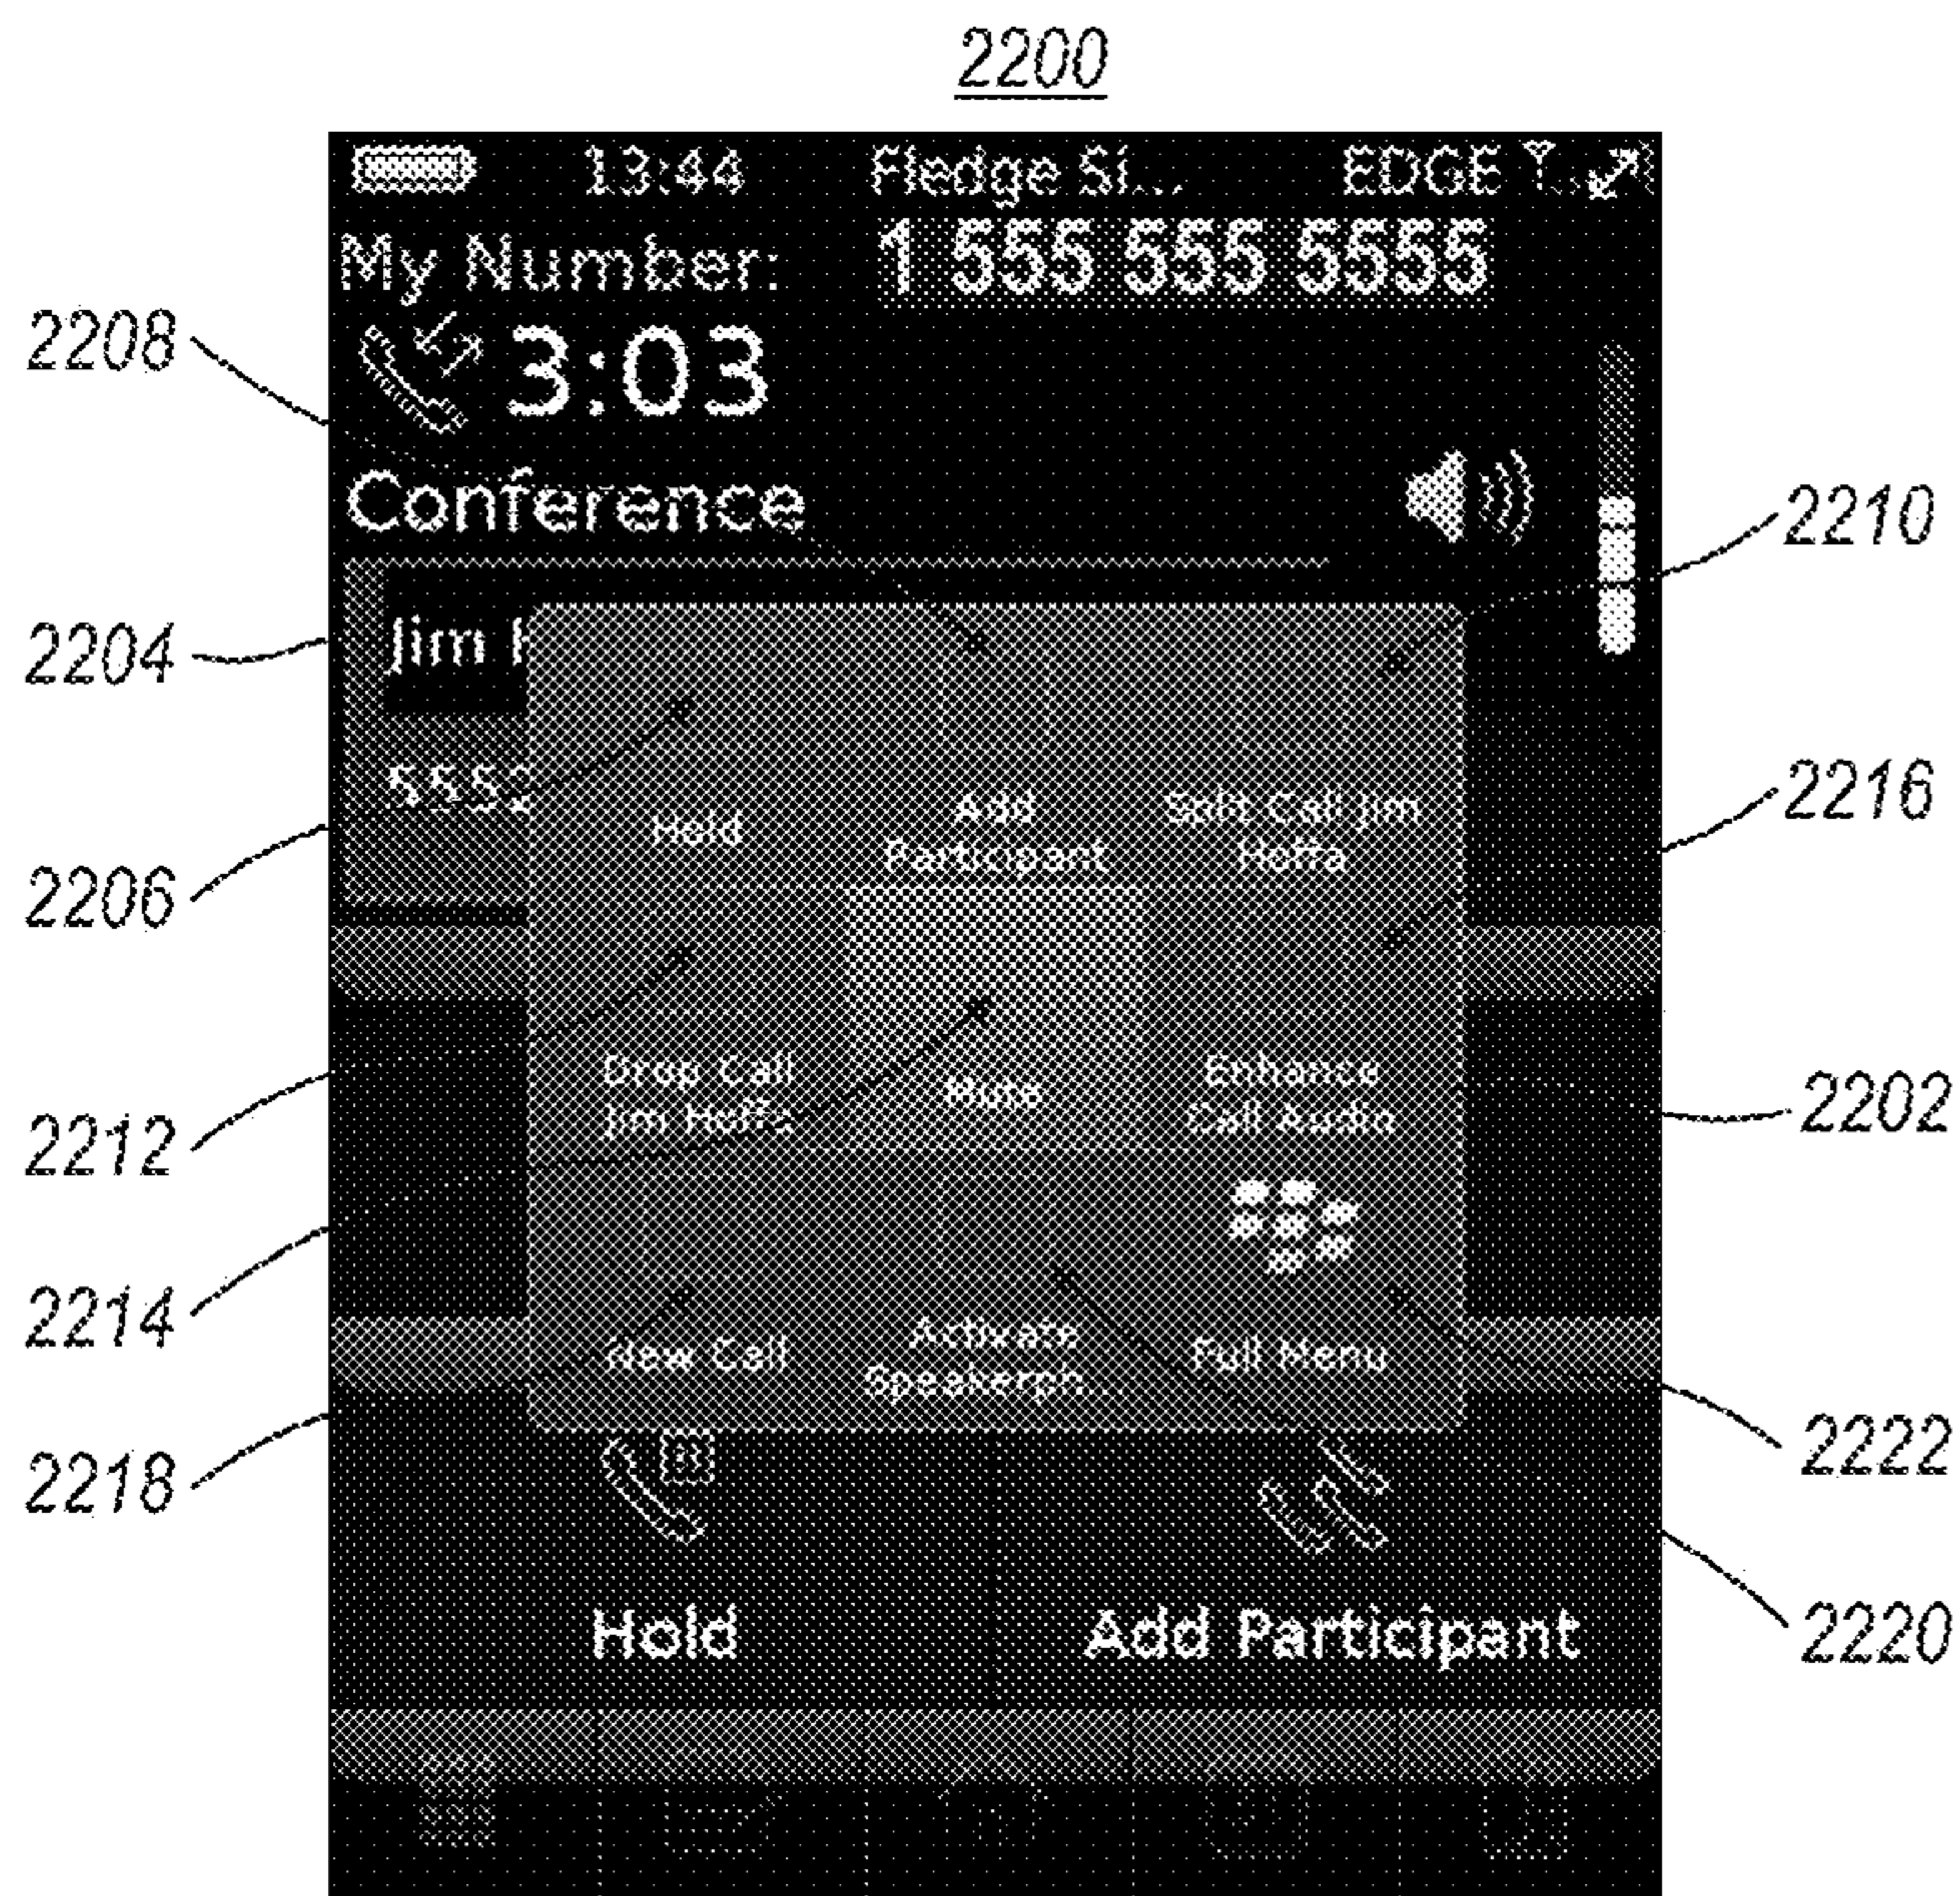 2200
13:44 Fledge Si... EDGE
My Number: 1 555 555 5555
3:03
2208
Conference
2210
2204
Jim
5552
2216
Hold
Add
Participant
Split Call Jim
Hoffa
2206
Drop Call
Jim Hoffa
Mute
Enhance
Call Audio
2202
2212
2214
New Call
Activate
Speakerph...
Full Menu
2218
2222
Hold
Add Participant
2220